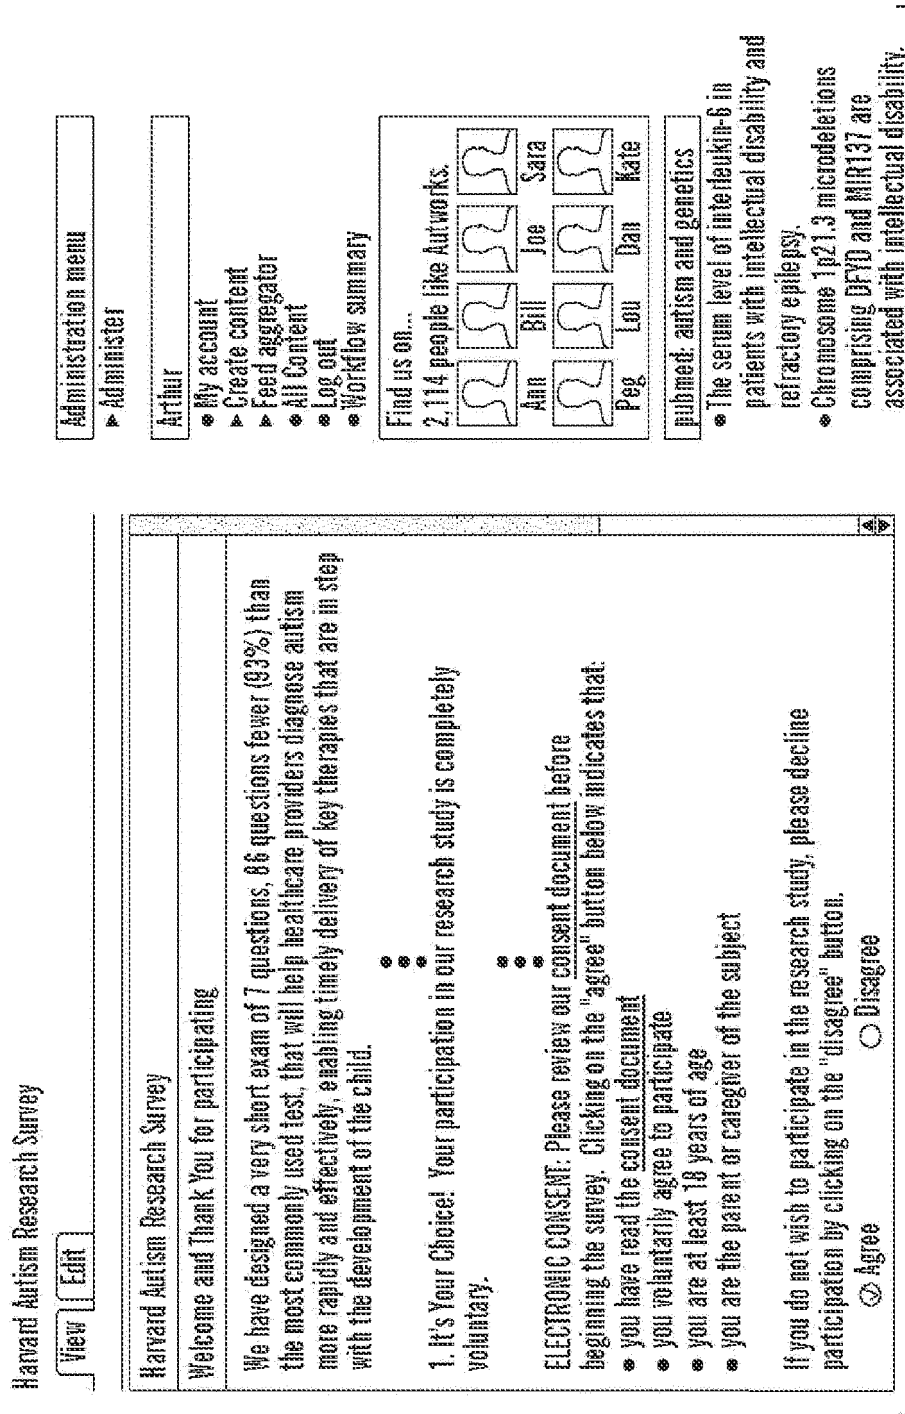 Harvard Autism Research Survey
View
Edit
Harvard Autism Research Survey
Welcome and Thank You for participating
We have designed a very short exam of 7 questions, 86 questions fewer (93%) than
the most commonly used test, that will help healthcare providers diagnose autism
more rapidly and effectively, enabling timely delivery of key therapies that are in step
with the development of the child.
1. It's Your Choice! Your participation in our research study is completely
voluntary.
ELECTRONIC CONSENT: Please review our consent document before
beginning the survey. Clicking on the "agree" button below indicates that:
• you have read the consent document
• you voluntarily agree to participate
• you are at least 18 years of age
• you are the parent or caregiver of the subject
If you do not wish to participate in the research study, please decline
participation by clicking on the "disagree" button.
Agree
Disagree
Administration menu
Administer
Arthur
• My account
Create content
Feed aggregator
• All Content
• Log out
• Workflow summary
Find us on...
2,114 people like Autworks.
Ann Bill Joe Sara
Peg Lou Dan Kate
pubmed: autism and genetics
• The serum level of interleukin-6 in
patients with intellectual disability and
refractory epilepsy.
• Chromosome 1p21.3 microdeletions
comprising DPYD and MIR137 are
associated with intellectual disability.